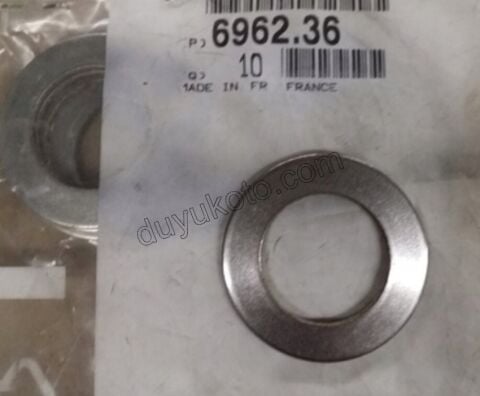 P) 6962.36
Q) 10
MADE IN FR FRANCE
duyukoto.com